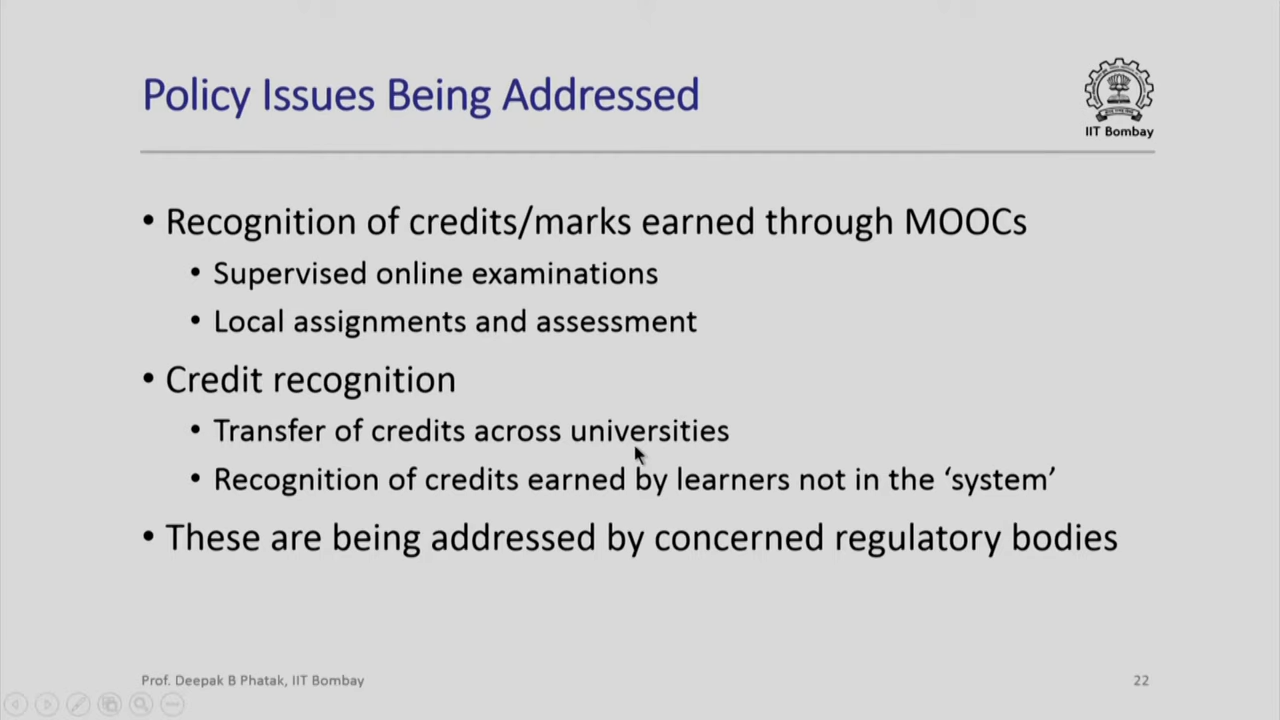 Policy Issues Being Addressed
IIT Bombay
• Recognition of credits/marks earned through MOOCs
• Supervised online examinations
• Local assignments and assessment
• Credit recognition
• Transfer of credits across universities
• Recognition of credits earned by learners not in the ‘system’
• These are being addressed by concerned regulatory bodies
Prof. Deepak B Phatak, IIT Bombay
22